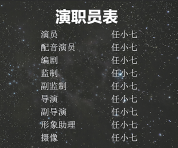 演职员表
演员 任小七
配音演员 任小七
编剧 任小七
监制 任小七
副监制 任小七
导演 任小七
副导演 任小七
形象助理 任小七
摄像 任小七